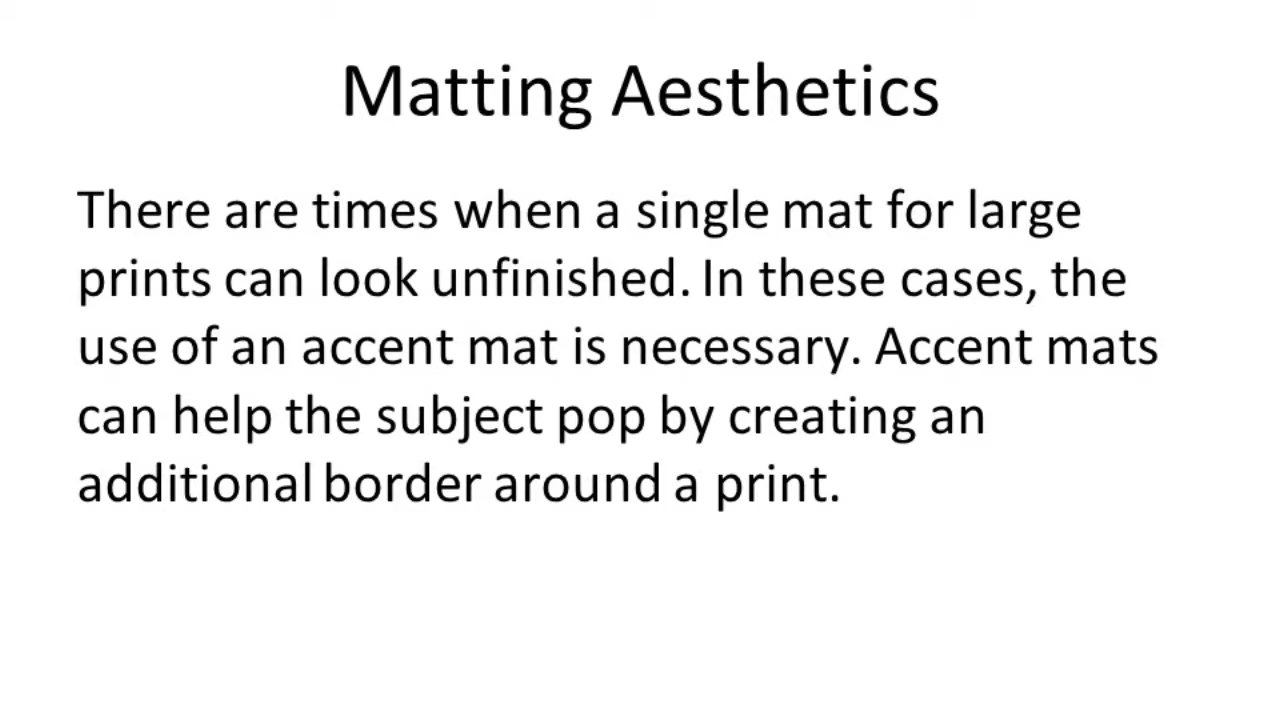 Matting Aesthetics
There are times when a single mat for large
prints can look unfinished. In these cases, the
use of an accent mat is necessary. Accent mats
can help the subject pop by creating an
additional border around a print.